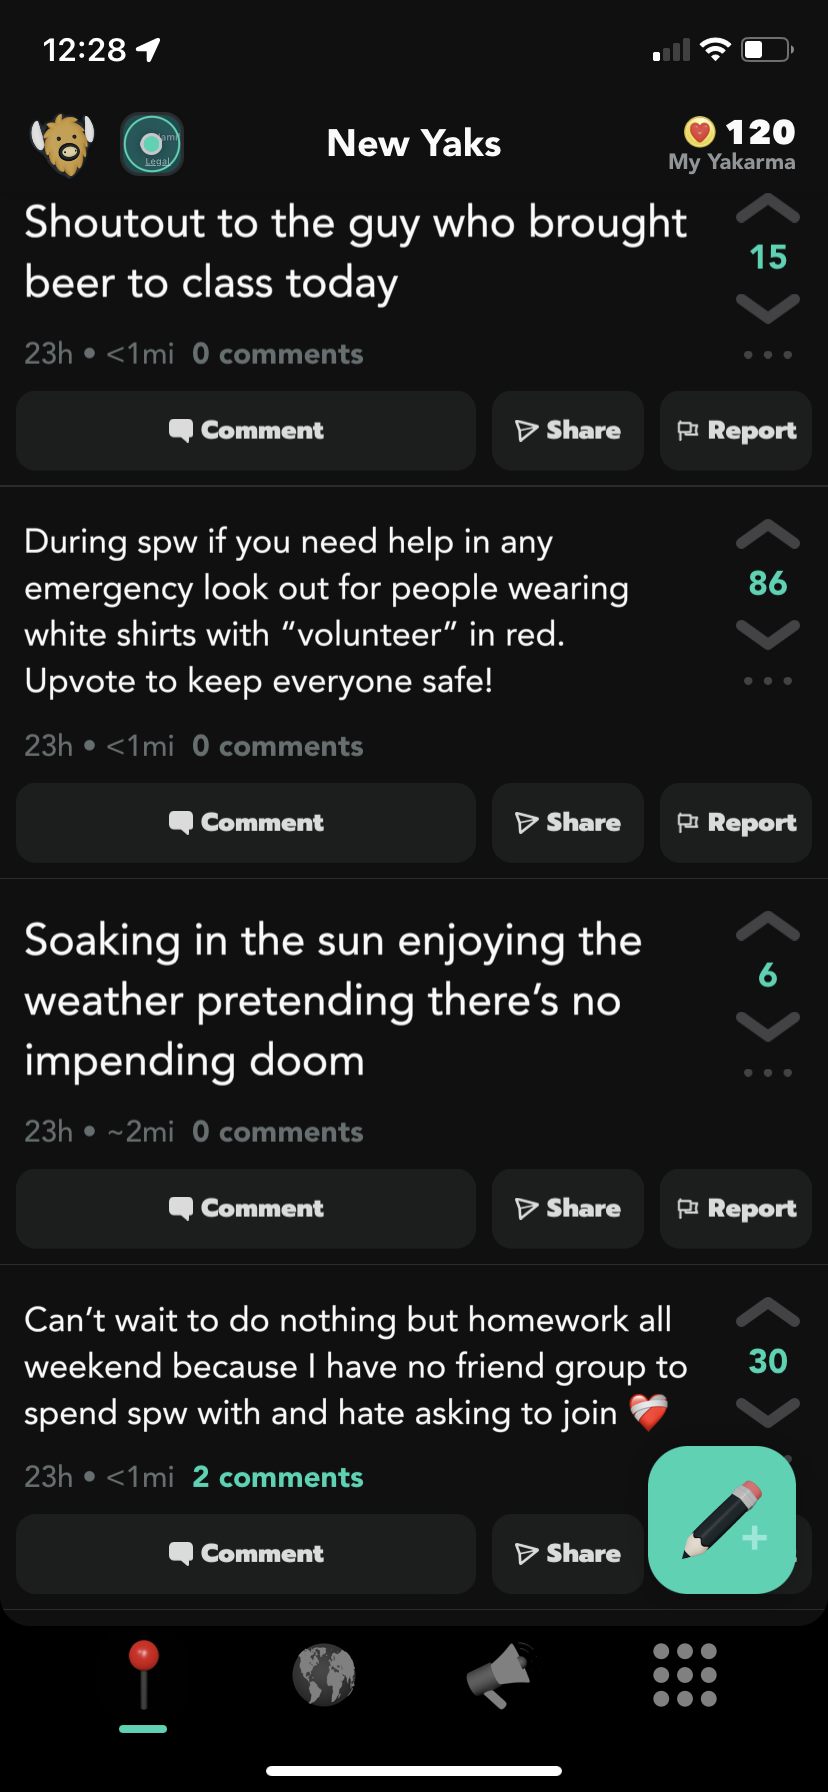 12:28
New Yaks
120
My Yakarma
Legal
Shoutout to the guy who brought
beer to class today
15
23h • <1mi 0 comments
Comment
Share
Report
During spw if you need help in any
emergency look out for people wearing
white shirts with “volunteer” in red.
Upvote to keep everyone safe!
86
23h • <1mi 0 comments
Comment
Share
Report
Soaking in the sun enjoying the
weather pretending there’s no
impending doom
6
23h • ~2mi 0 comments
Comment
Share
Report
Can’t wait to do nothing but homework all
weekend because I have no friend group to
spend spw with and hate asking to join ❤️‍🩹
30
23h • <1mi 2 comments
Comment
Share